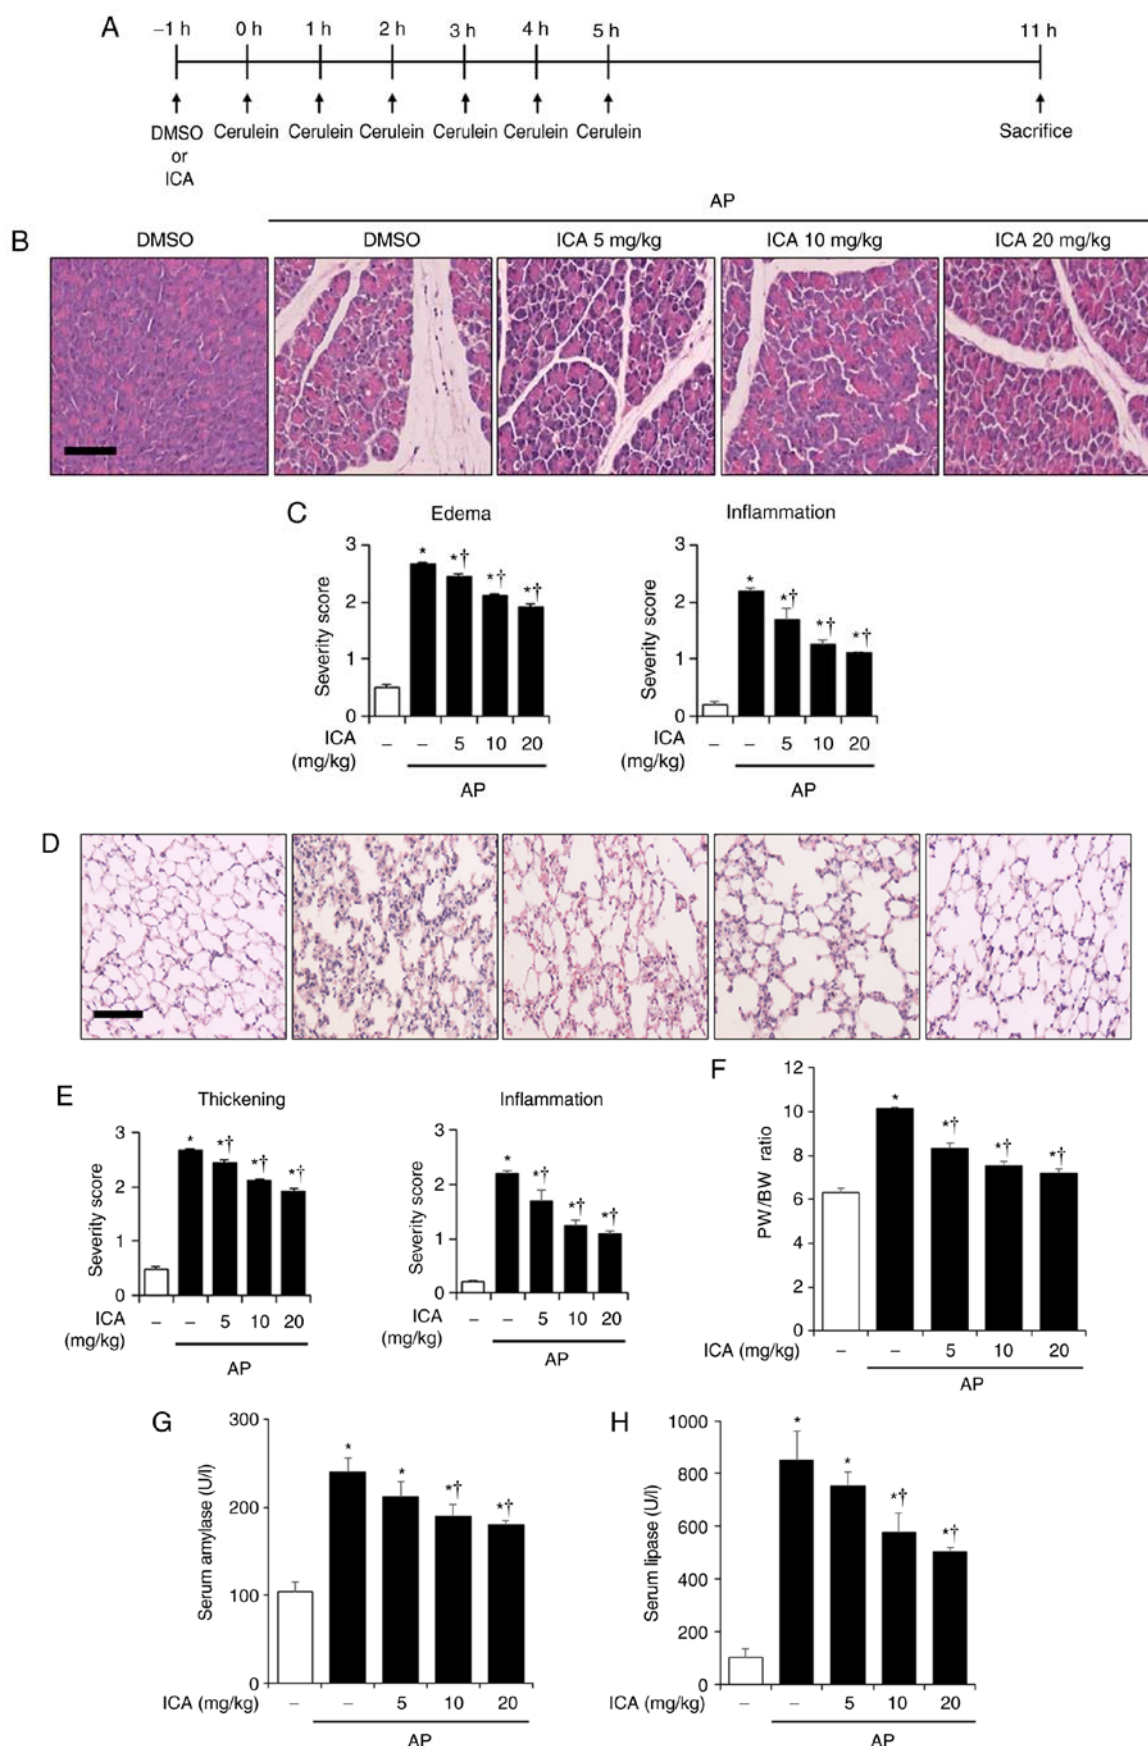 A
–1 h 0 h 1 h 2 h 3 h 4 h 5 h 11 h
DMSO or ICA Cerulein Cerulein Cerulein Cerulein Cerulein Cerulein Sacrifice
AP
B
DMSO DMSO ICA 5 mg/kg ICA 10 mg/kg ICA 20 mg/kg
C
Edema
Severity score
3
2
1
0
* *† *† *†
ICA (mg/kg) – – 5 10 20
AP
Inflammation
Severity score
3
2
1
0
* *† *† *†
ICA (mg/kg) – – 5 10 20
AP
D
E
Thickening
Severity score
3
2
1
0
* *† *† *†
ICA (mg/kg) – – 5 10 20
AP
Inflammation
Severity score
3
2
1
0
* *† *† *†
ICA (mg/kg) – – 5 10 20
AP
F
PW/BW ratio
12
10
8
6
4
2
0
* *† *† *†
ICA (mg/kg) – – 5 10 20
AP
G
Serum amylase (U/l)
300
200
100
0
* * *† *†
ICA (mg/kg) – – 5 10 20
AP
H
Serum lipase (U/l)
1000
800
600
400
200
0
* * *† *†
ICA (mg/kg) – – 5 10 20
AP